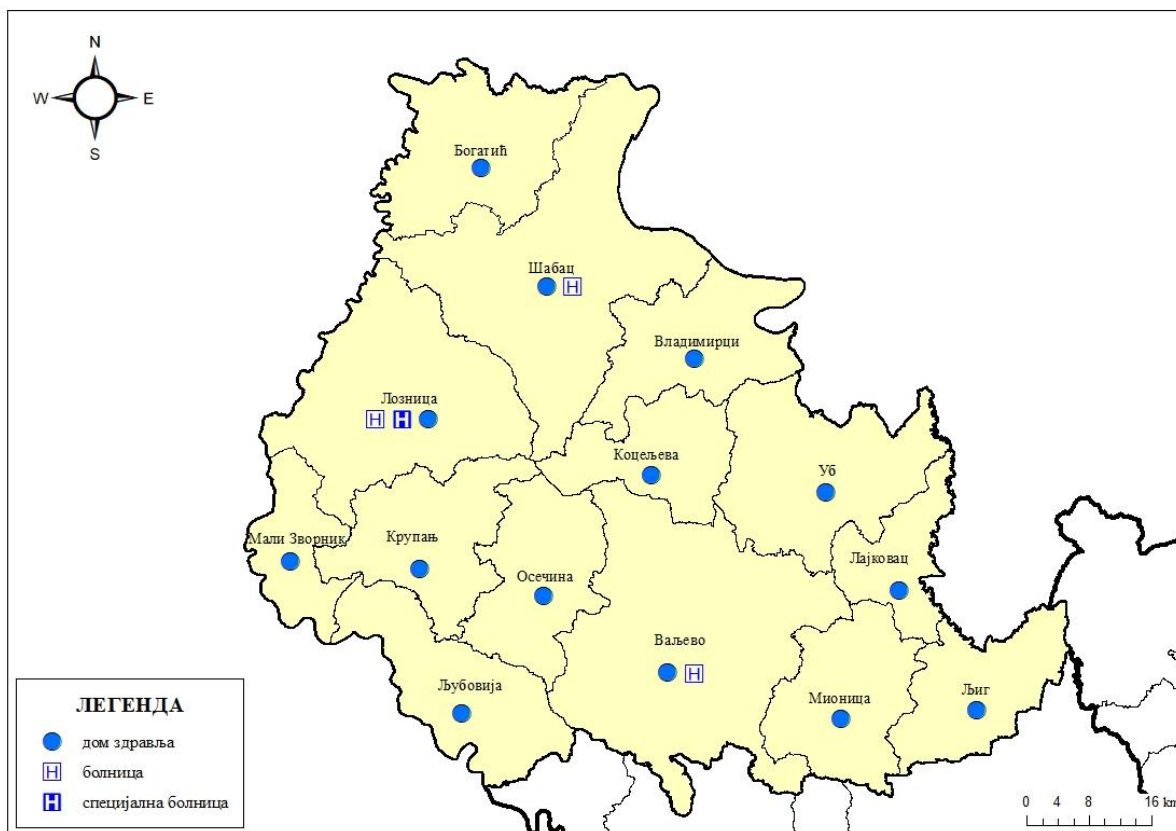 N
W E
S
Богатић
Шабац
H
Владимирци
Лозница
H H
Коцељева
Уб
Мали Зворник
Крупањ
Лајковац
Осечина
Ваљево
H
Љубовија
Мионица
Љиг
ЛЕГЕНДА
дом здравља
H болница
H специјална болница
0 4 8 16 km